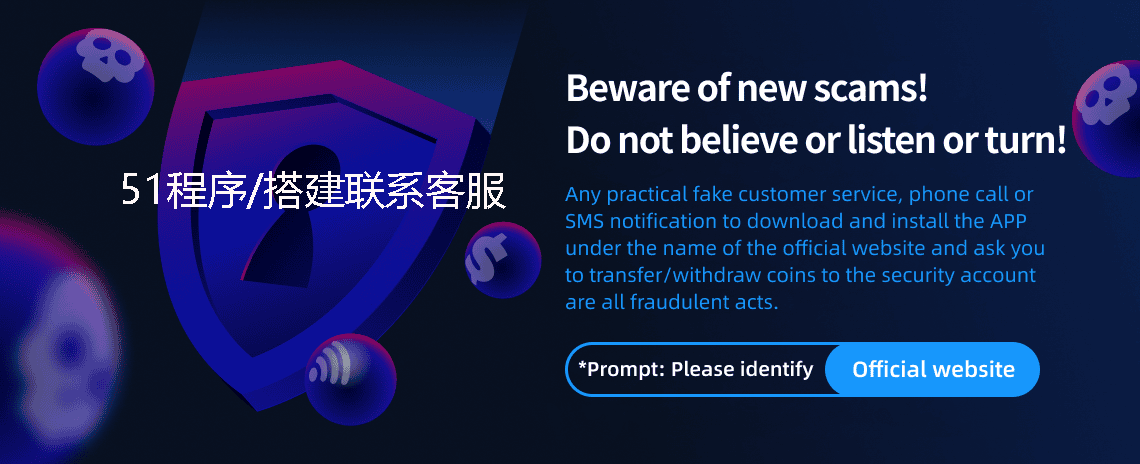 51程序/搭建联系客服
Beware of new scams!
Do not believe or listen or turn!
Any practical fake customer service, phone call or
SMS notification to download and install the APP
under the name of the official website and ask you
to transfer/withdraw coins to the security account
are all fraudulent acts.
*Prompt: Please identify
Official website